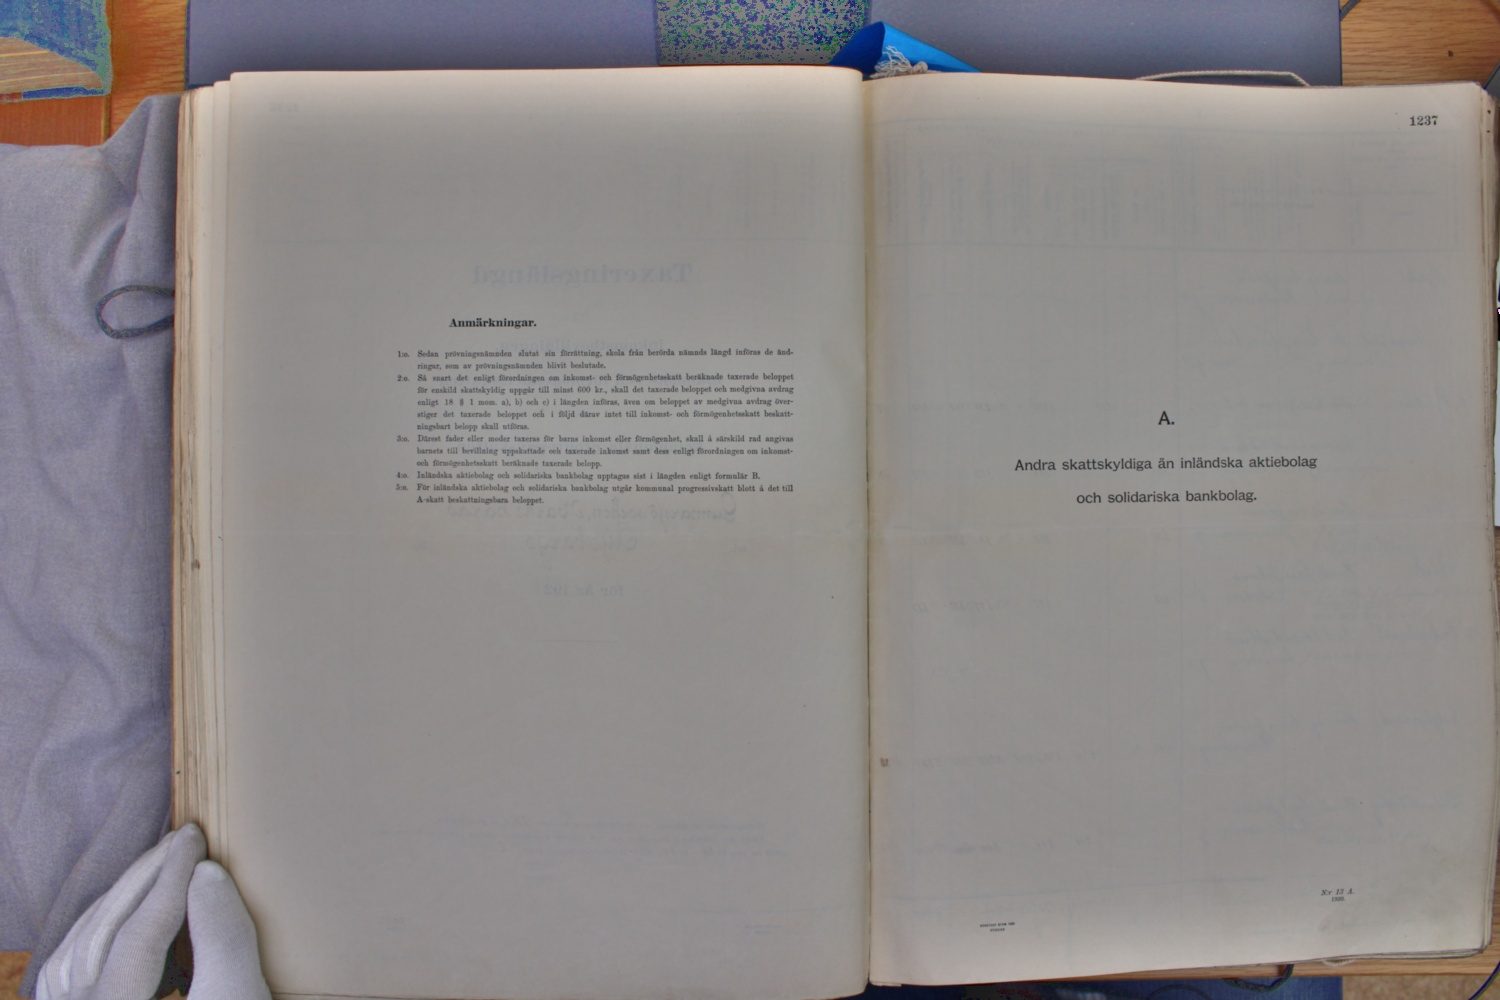 Anmärkningar.
1:o. Sedan prövningsnämnden slutat sin förrättning, skola från berörda nämnds längd införas de änd-
ringar, som av prövningsnämnden blivit beslutade.
2:o. Så snart det enligt förordningen om inkomst- och förmögenhetsskatt beräknade taxerade beloppet
för enskild skattskyldig uppgår till minst 600 kr., skall det taxerade beloppet och medgivna avdrag
enligt 18 § 1 mom. a), b) och c) i längden införas, även om beloppet av medgivna avdrag över-
stiger det taxerade beloppet och i följd därav intet till inkomst- och förmögenhetsskatt beskatt-
ningsbart belopp skall utföras.
3:o. Därest fader eller moder taxeras för barns inkomst eller förmögenhet, skall å särskild rad angivas
barnets till bevillning uppskattade och taxerade inkomst samt dess enligt förordningen om inkomst-
och förmögenhetsskatt beräknade taxerade belopp.
4:o. Inländska aktiebolag och solidariska bankbolag upptagas sist i längden enligt formulär B.
5:o. För inländska aktiebolag och solidariska bankbolag utgår kommunal progressivskatt blott å det till
A-skatt beskattningsbara beloppet.
1237
A.
Andra skattskyldiga än inländska aktiebolag
och solidariska bankbolag.
N:r 13 A.